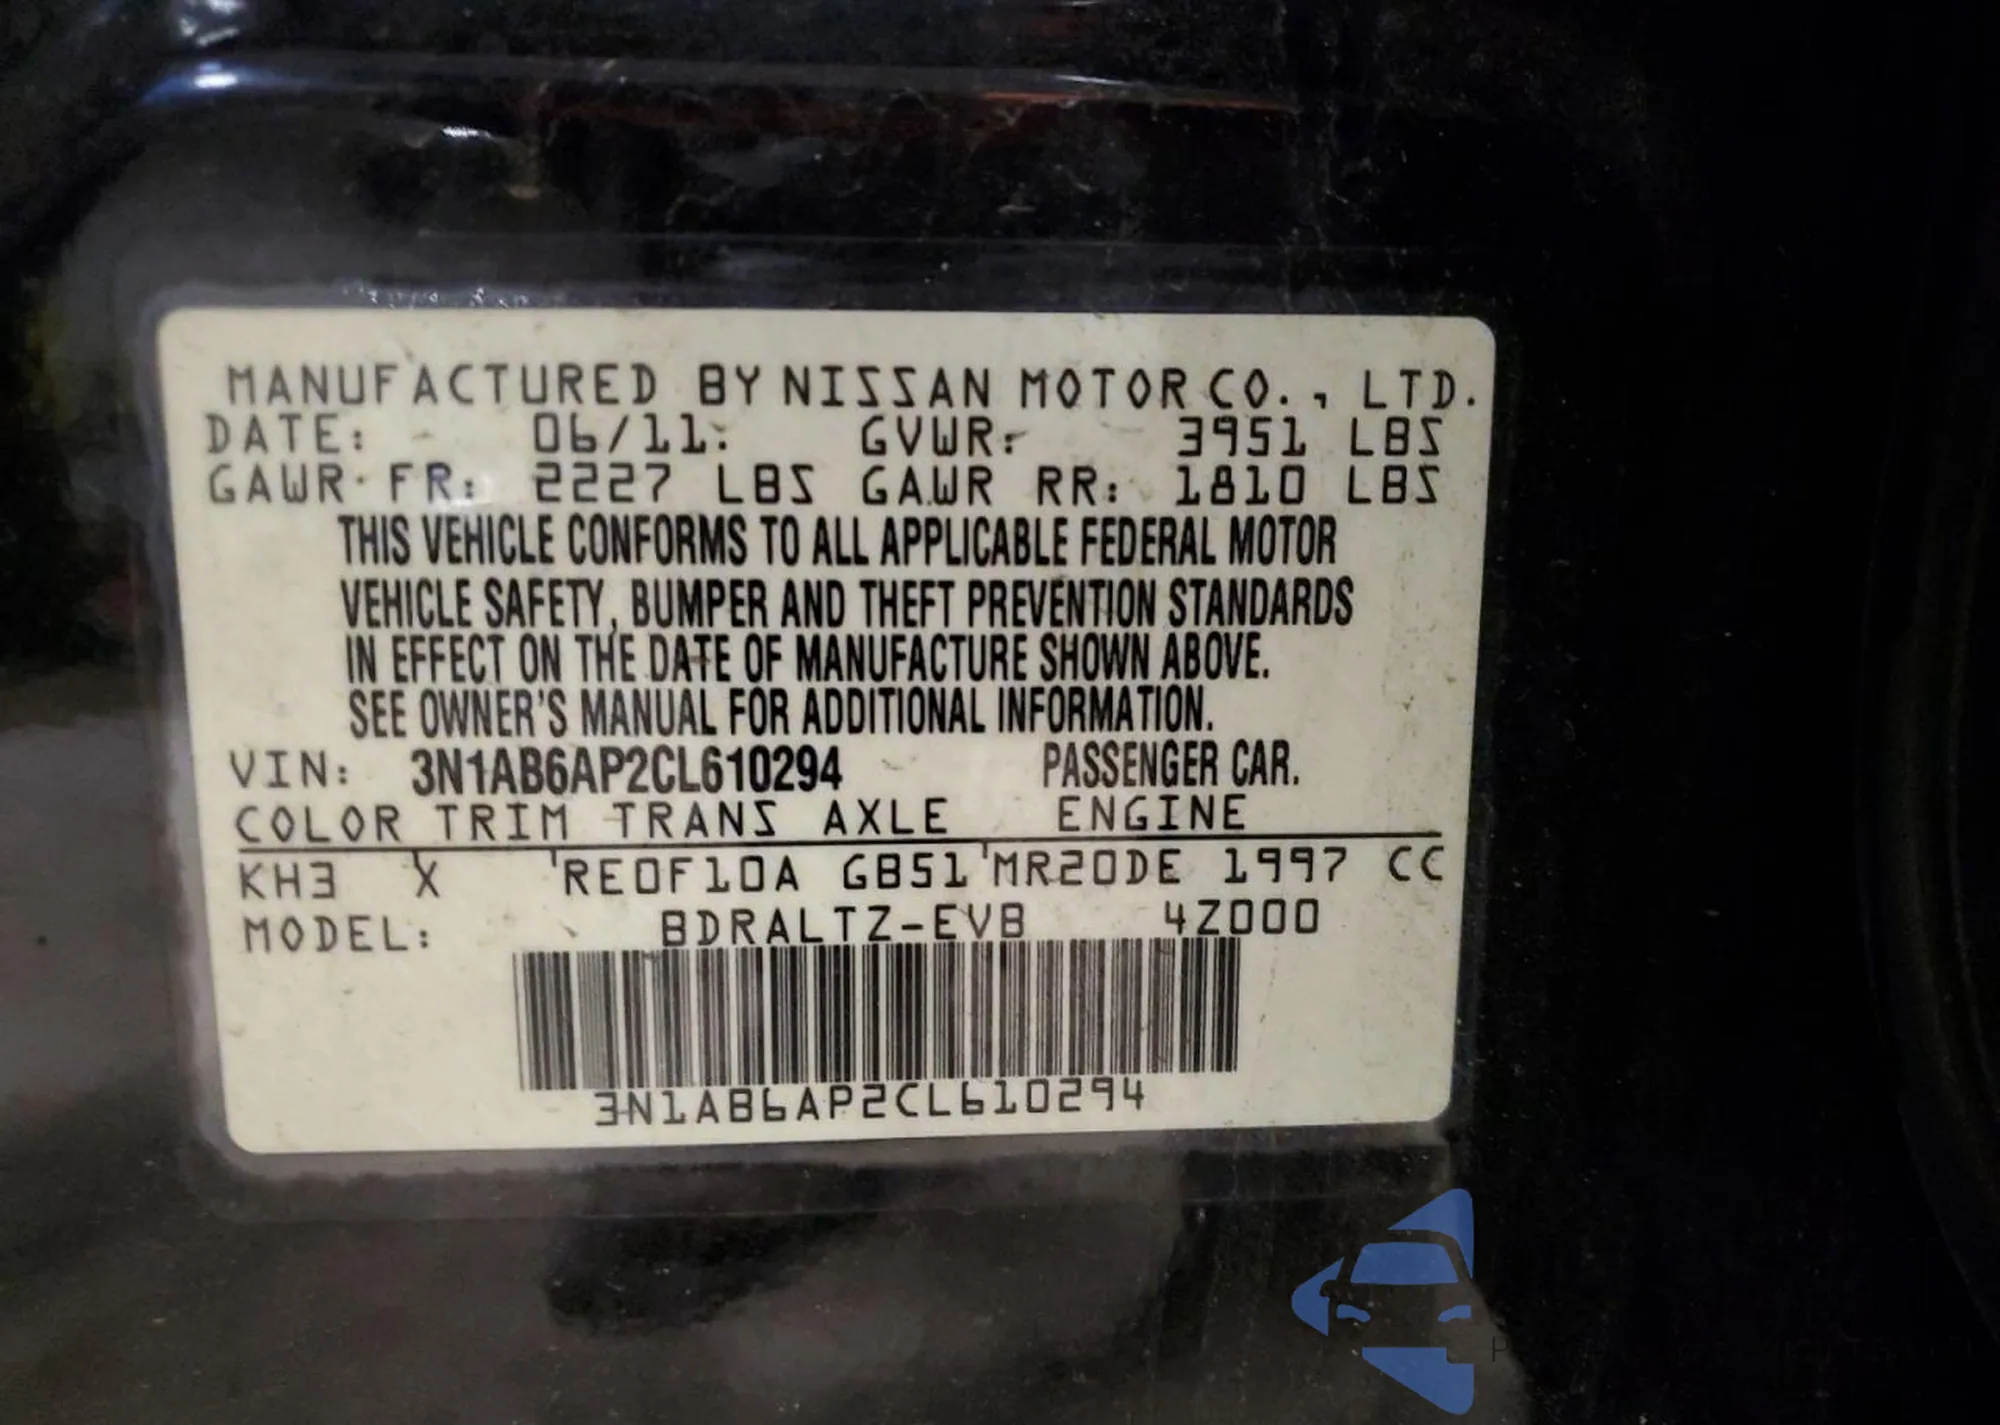 MANUFACTURED BY NISSAN MOTOR CO., LTD.
DATE: 06/11 GVWR: 3951 LBS
GAWR FR: 2227 LBS GAWR RR: 1810 LBS
THIS VEHICLE CONFORMS TO ALL APPLICABLE FEDERAL MOTOR
VEHICLE SAFETY, BUMPER AND THEFT PREVENTION STANDARDS
IN EFFECT ON THE DATE OF MANUFACTURE SHOWN ABOVE.
SEE OWNER'S MANUAL FOR ADDITIONAL INFORMATION.
VIN: 3N1AB6AP2CL610294 PASSENGER CAR.
COLOR TRIM TRANS AXLE ENGINE
KH3 X RE0F10A GB51 MR20DE 1997 CC
MODEL: BDRALTZ-EVB 4Z000
3N1AB6AP2CL610294